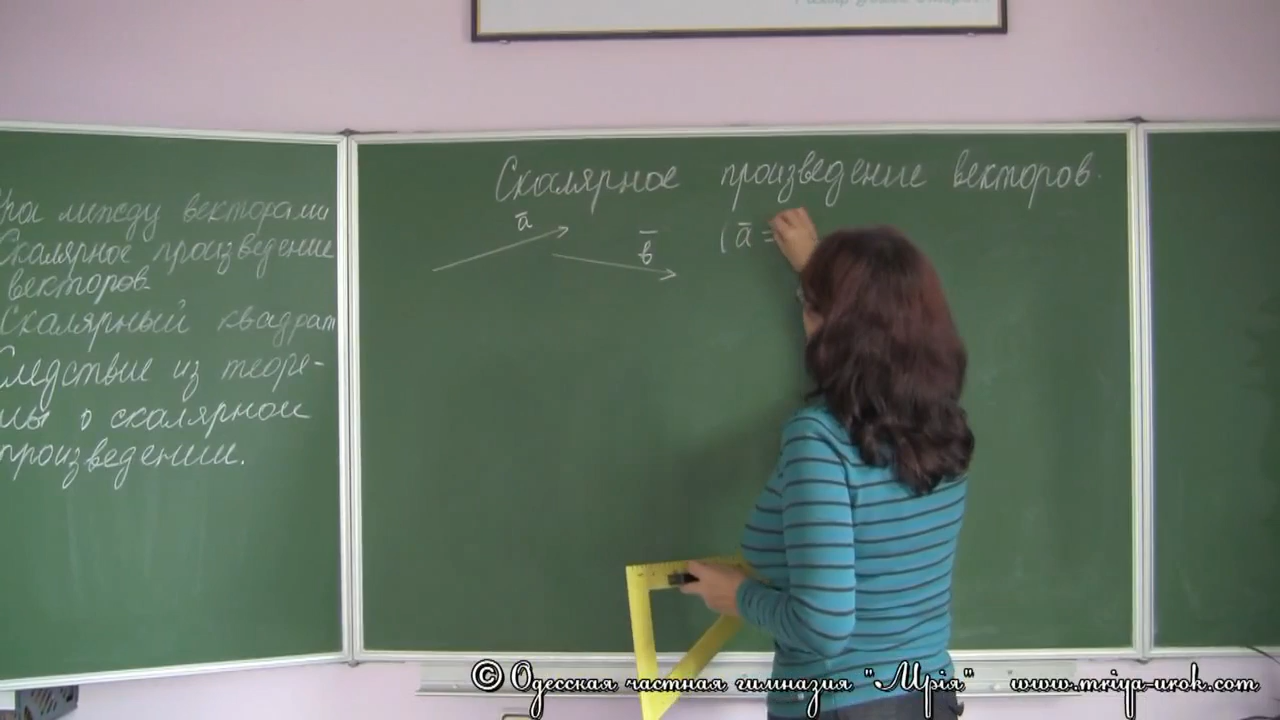 Скалярное произведение векторов.
а̄
в̄
(ā =
между векторами
Скалярное произведение
векторов.
Скалярный квадрат
Следствие из теоре-
мы о скалярном
произведении.
© Одесская частная гимназия "Мрія" www.mriya-urok.com